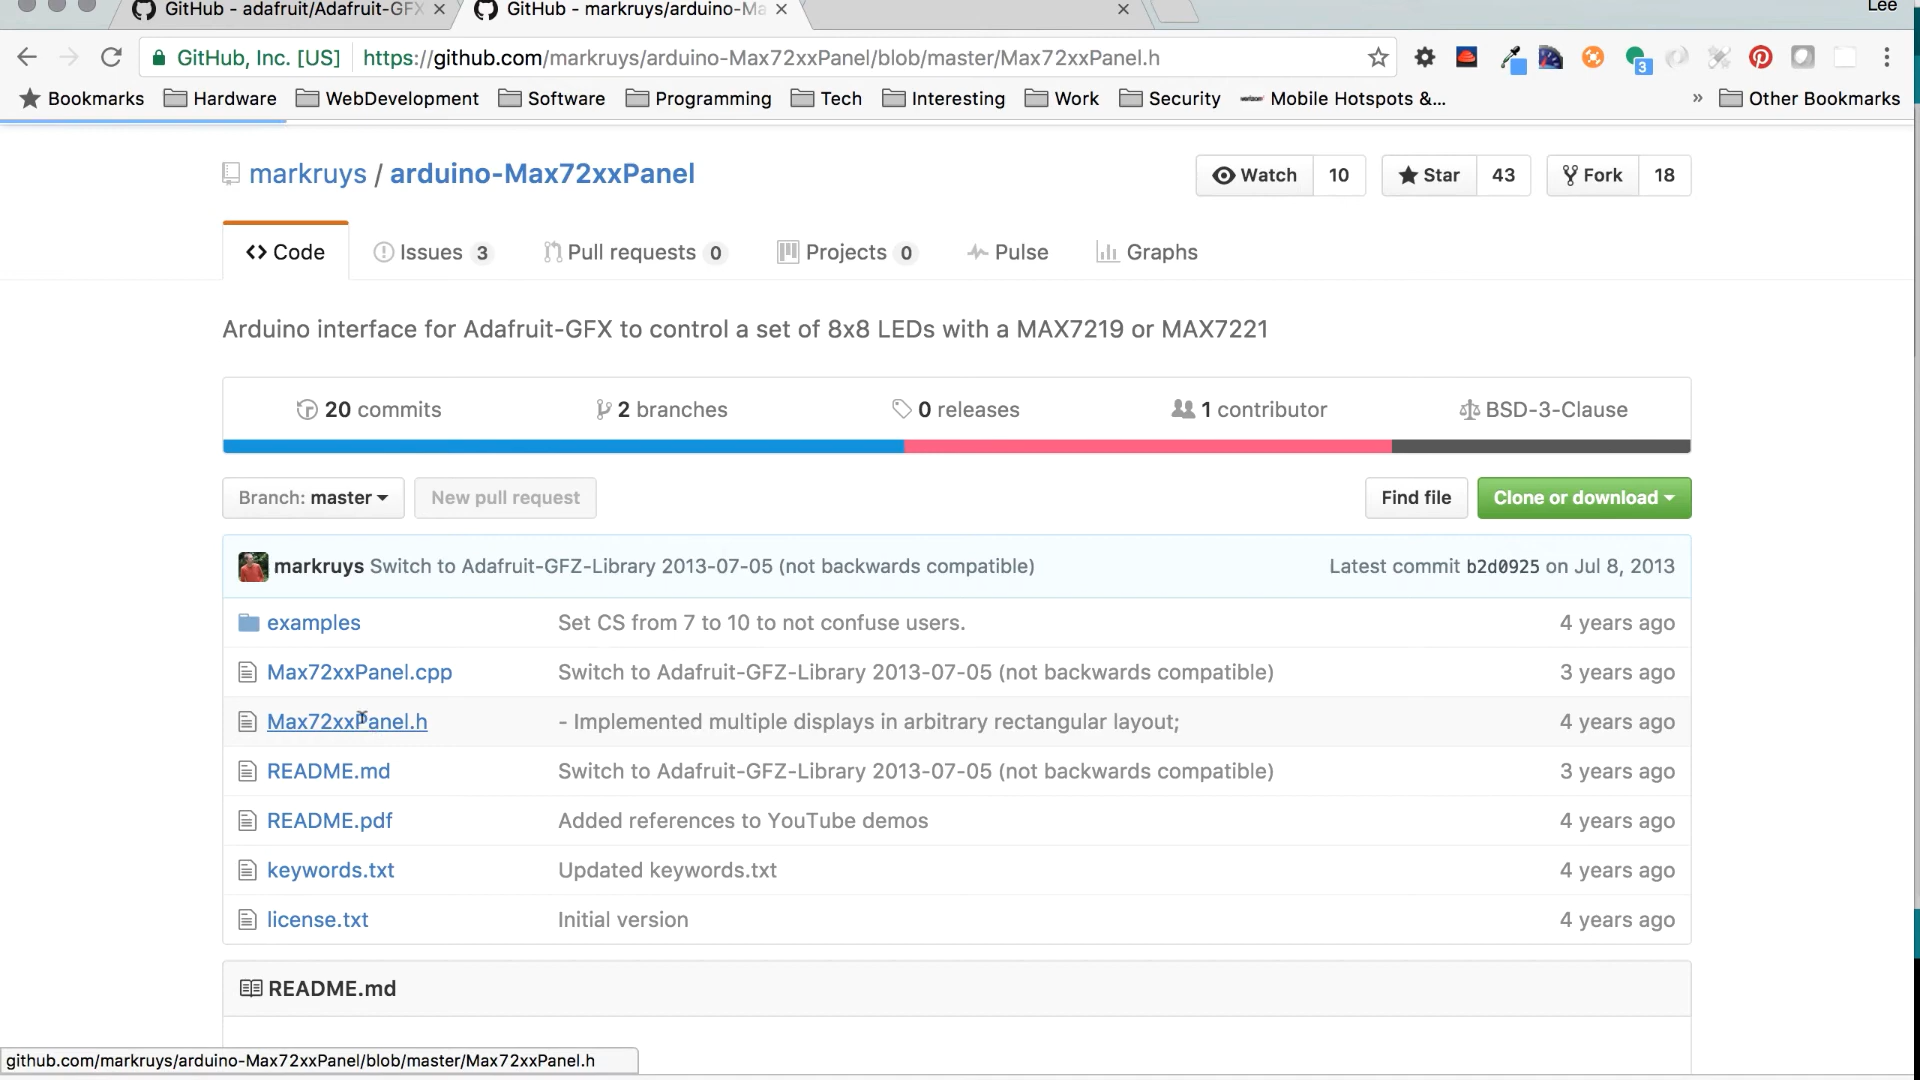 Lee
GitHub - adafruit/Adafruit-GFX
GitHub - markruys/arduino-Ma
GitHub, Inc. [US]
https://github.com/markruys/arduino-Max72xxPanel/blob/master/Max72xxPanel.h
3
Bookmarks
Hardware
WebDevelopment
Software
Programming
Tech
Interesting
Work
Security
Mobile Hotspots &...
»
Other Bookmarks
markruys / arduino-Max72xxPanel
Watch 10
Star 43
Fork 18
Code
Issues 3
Pull requests 0
Projects 0
Pulse
Graphs
Arduino interface for Adafruit-GFX to control a set of 8x8 LEDs with a MAX7219 or MAX7221
20 commits
2 branches
0 releases
1 contributor
BSD-3-Clause
Branch: master
New pull request
Find file
Clone or download
markruys Switch to Adafruit-GFZ-Library 2013-07-05 (not backwards compatible)
Latest commit b2d0925 on Jul 8, 2013
examples Set CS from 7 to 10 to not confuse users. 4 years ago
Max72xxPanel.cpp Switch to Adafruit-GFZ-Library 2013-07-05 (not backwards compatible) 3 years ago
Max72xxPanel.h - Implemented multiple displays in arbitrary rectangular layout; 4 years ago
README.md Switch to Adafruit-GFZ-Library 2013-07-05 (not backwards compatible) 3 years ago
README.pdf Added references to YouTube demos 4 years ago
keywords.txt Updated keywords.txt 4 years ago
license.txt Initial version 4 years ago
README.md
github.com/markruys/arduino-Max72xxPanel/blob/master/Max72xxPanel.h